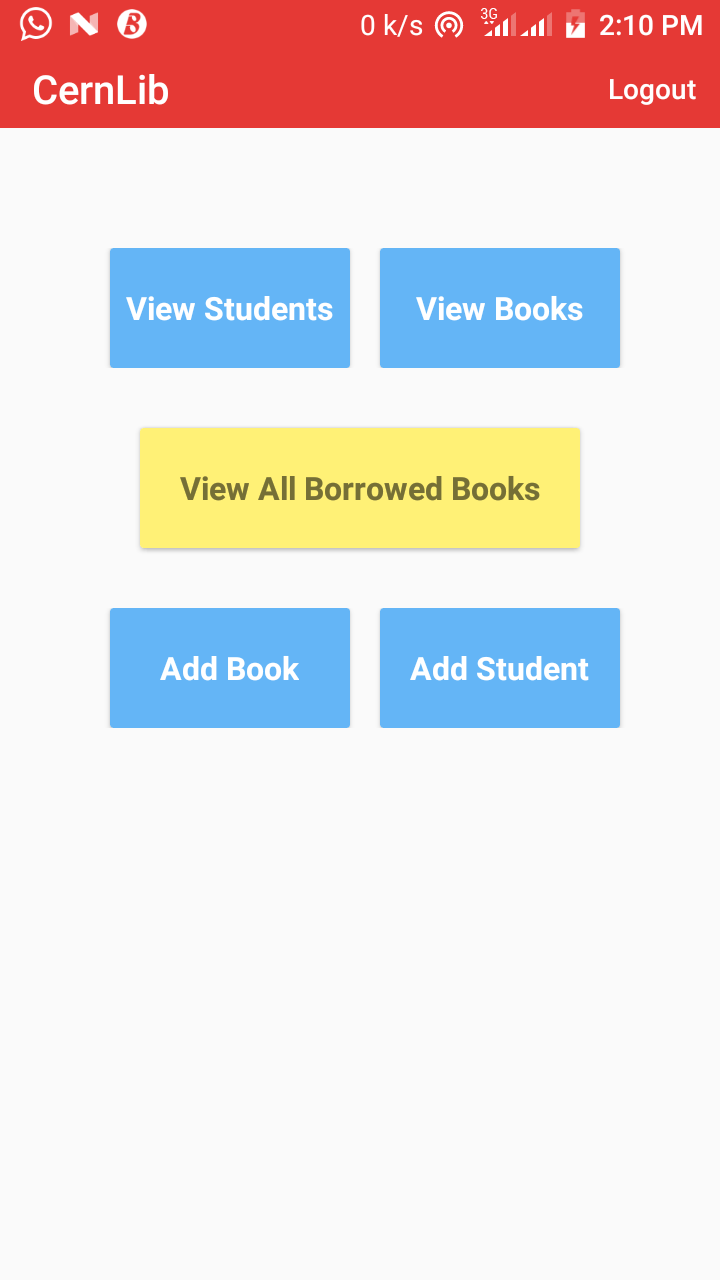 0 k/s 3G 2:10 PM
CernLib Logout
View Students View Books
View All Borrowed Books
Add Book Add Student